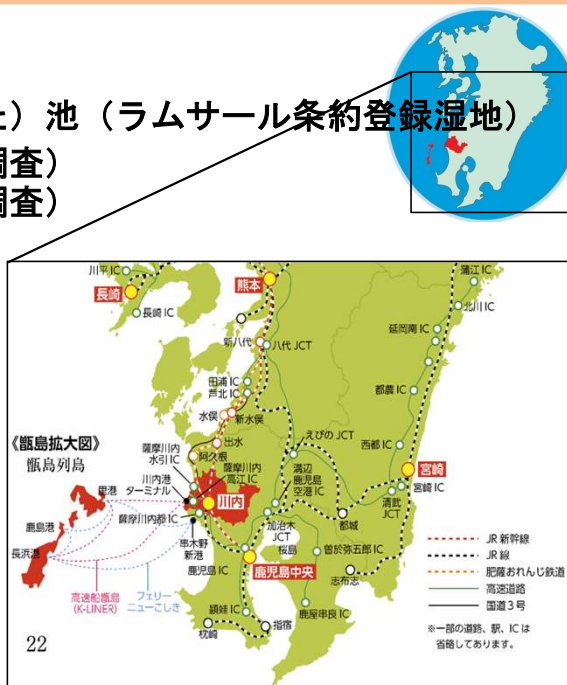 池（ラムサール条約登録湿地）
調査）
調査）
川平IC
長崎
長崎IC
熊本
蒲江IC
北川IC
延岡南IC
新八代
八代JCT
田浦IC
芦北IC
都農IC
水俣
新水俣
《甑島拡大図》
甑島列島
出水
阿久根
えびのJCT
西都IC
宮崎
宮崎IC
薩摩川内
水引IC
薩摩川内
高江IC
溝辺
鹿児島
空港IC
清武
JCT
里港
川内港
ターミナル
川内
鹿島港
薩摩川内都IC
加治木
JCT
都城
長浜港
串木野
新港
桜島
曽於弥五郎IC
鹿児島IC
鹿児島中央
志布志
高速船甑島
(K-LINER)
フェリー
ニューこしき
頴娃IC
鹿屋串良IC
枕崎
指宿
JR新幹線
JR線
肥薩おれんじ鉄道
高速道路
国道3号
※一部の道路、駅、ICは
省略してあります。
22